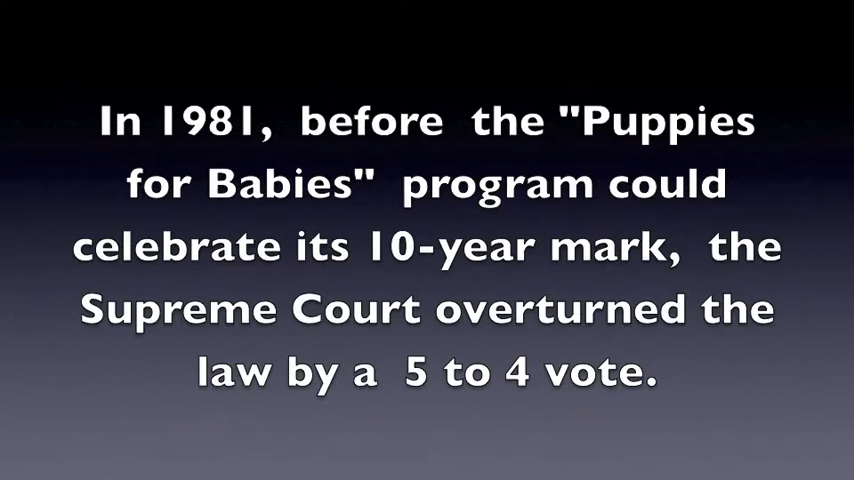 In 1981, before the "Puppies
for Babies" program could
celebrate its 10-year mark, the
Supreme Court overturned the
law by a 5 to 4 vote.